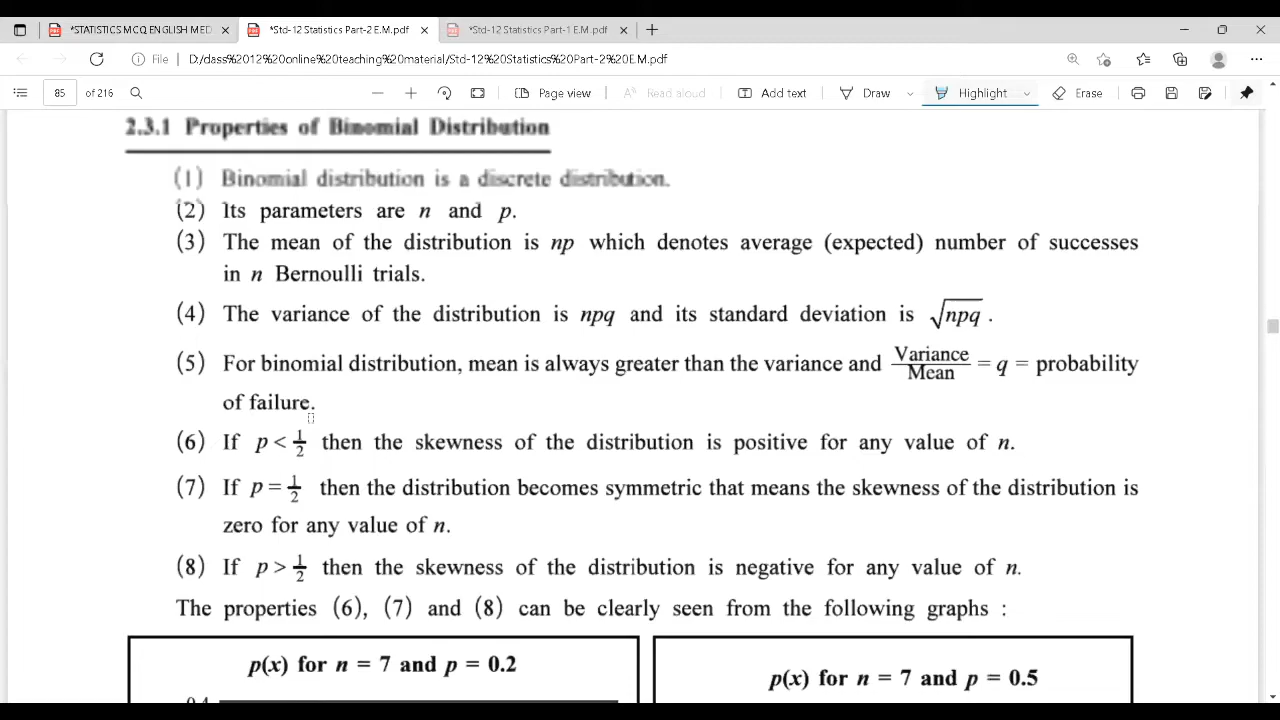 *STATISTICS MCQ ENGLISH MED
*Std-12 Statistics Part-2 E.M.pdf
*Std-12 Statistics Part-1 E.M.pdf
File D:/dass%2012%20online%20teaching%20material/Std-12%20Statistics%20Part-2%20E.M.pdf
85 of 216 Page view Read aloud Add text Draw Highlight Erase
2.3.1 Properties of Binomial Distribution
(1) Binomial distribution is a discrete distribution.
(2) Its parameters are n and p.
(3) The mean of the distribution is np which denotes average (expected) number of successes
in n Bernoulli trials.
(4) The variance of the distribution is npq and its standard deviation is √npq .
(5) For binomial distribution, mean is always greater than the variance and Variance/Mean = q = probability
of failure.
(6) If p < 1/2 then the skewness of the distribution is positive for any value of n.
(7) If p = 1/2 then the distribution becomes symmetric that means the skewness of the distribution is
zero for any value of n.
(8) If p > 1/2 then the skewness of the distribution is negative for any value of n.
The properties (6), (7) and (8) can be clearly seen from the following graphs :
p(x) for n = 7 and p = 0.2
p(x) for n = 7 and p = 0.5
0.4